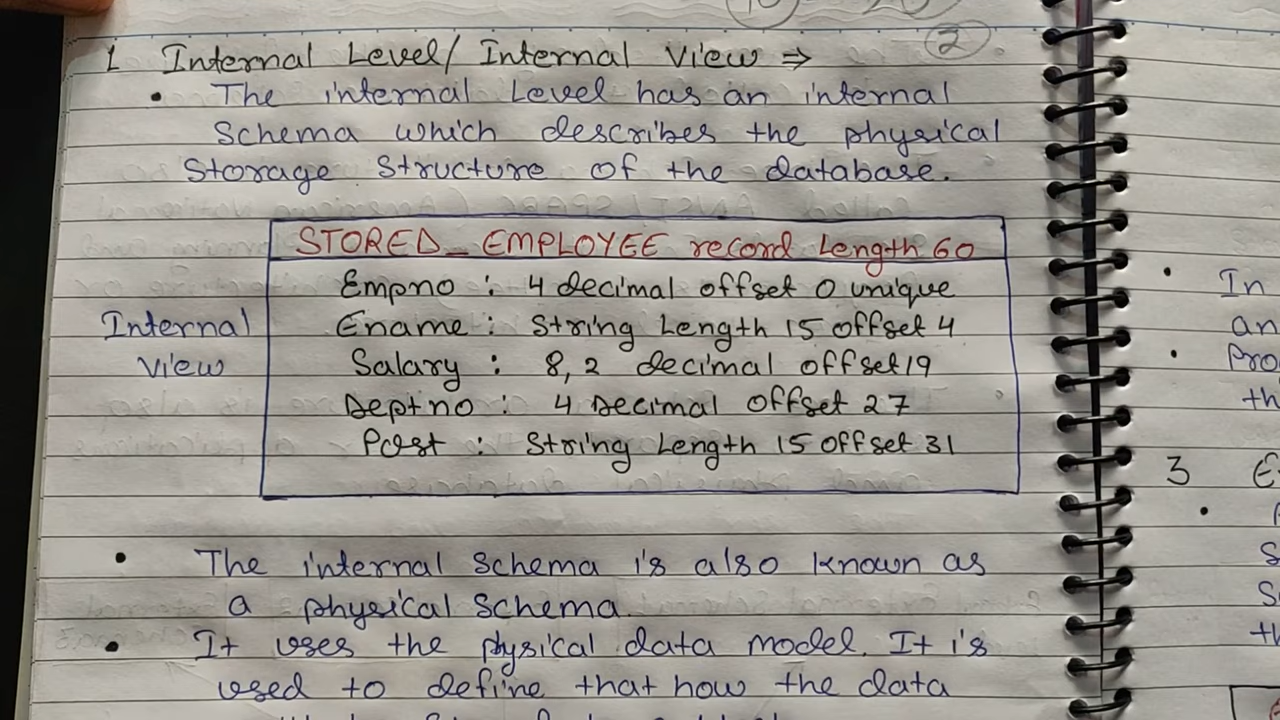 2
1 Internal Level/ Internal View ⇒
• The internal Level has an internal
Schema which describes the physical
Storage Structure of the database.
STORED_EMPLOYEE record Length 60
Empno : 4 decimal offset 0 unique
Ename : String Length 15 offset 4
Salary : 8,2 decimal offset 19
Deptno : 4 Decimal offset 27
Post : String Length 15 offset 31
Internal
View
• The internal schema is also known as
a physical schema.
• It uses the physical data model. It is
used to define that how the data
• In
an
• Pro
th
3 E
•
S
th